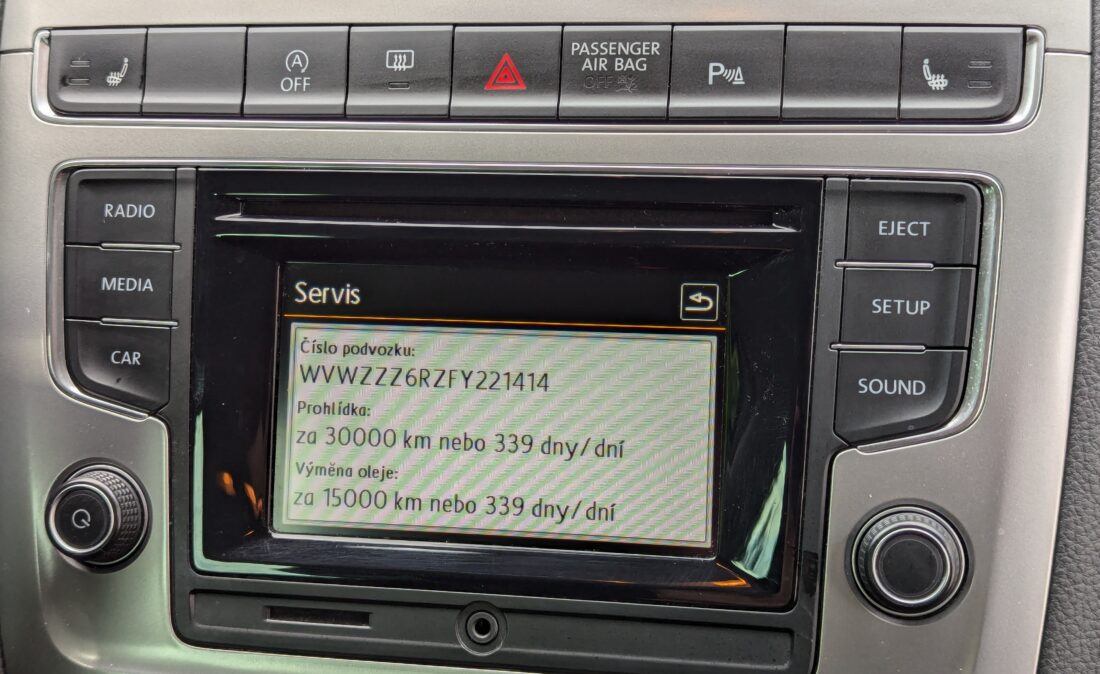 OFF
PASSENGER
AIR BAG
OFF
P
RADIO
MEDIA
CAR
EJECT
SETUP
SOUND
Servis
Číslo podvozku:
WVWZZZ6RZFY221414
Prohlídka:
za 30000 km nebo 339 dny/dní
Výměna oleje:
za 15000 km nebo 339 dny/dní